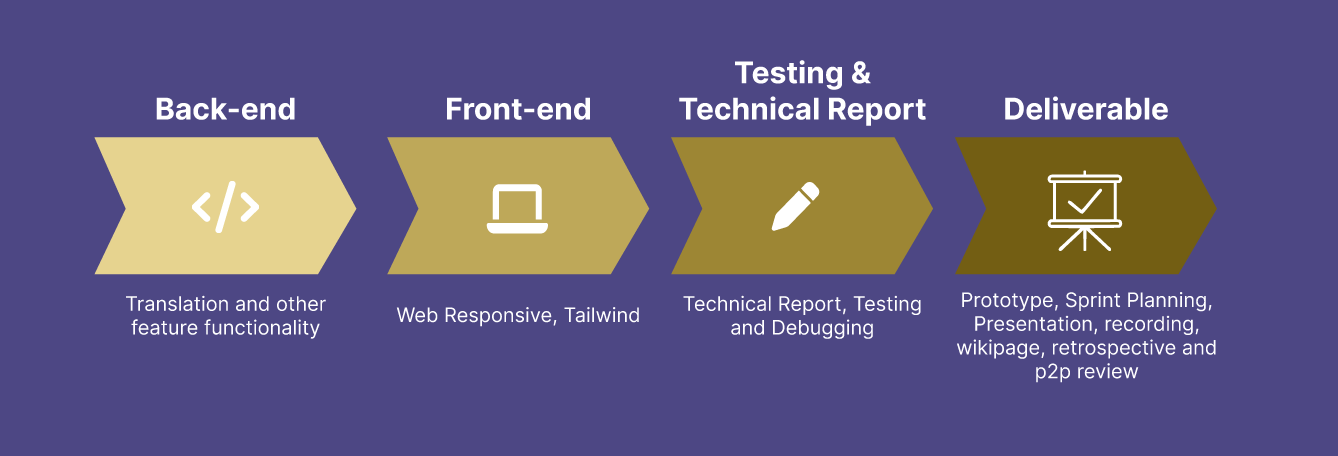 Back-end
Front-end
Testing &
Technical Report
Deliverable
Translation and other
feature functionality
Web Responsive, Tailwind
Technical Report, Testing
and Debugging
Prototype, Sprint Planning,
Presentation, recording,
wikipage, retrospective and
p2p review